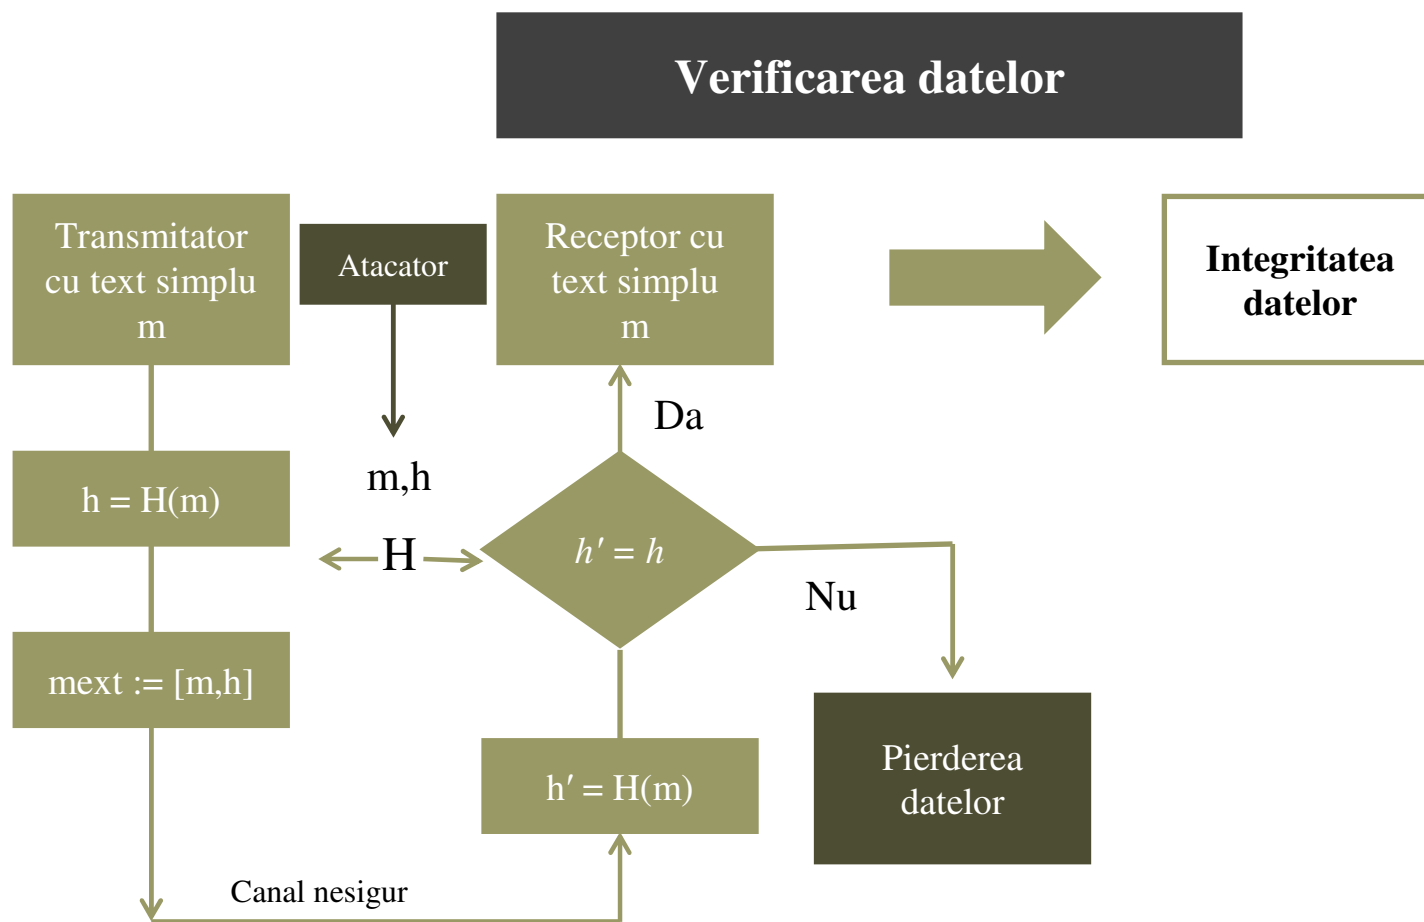 Verificarea datelor
Transmitator
cu text simplu
m
Atacator
Receptor cu
text simplu
m
Integritatea
datelor
Da
m,h
h = H(m)
H
h′ = h
Nu
mext := [m,h]
h′ = H(m)
Pierderea
datelor
Canal nesigur